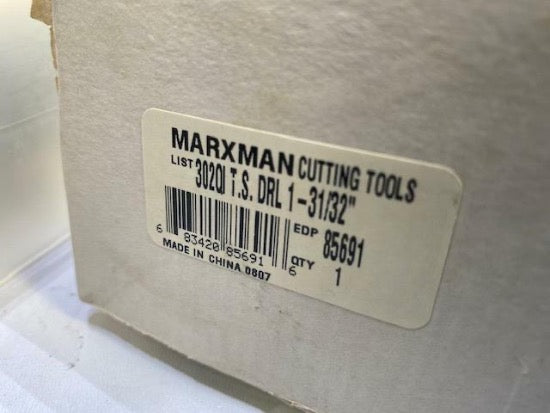 MARXMAN CUTTING TOOLS
LIST 302QI T.S. DRL 1-31/32"
EDP 85691
6 83420 85691 6
QTY 1
MADE IN CHINA 0807